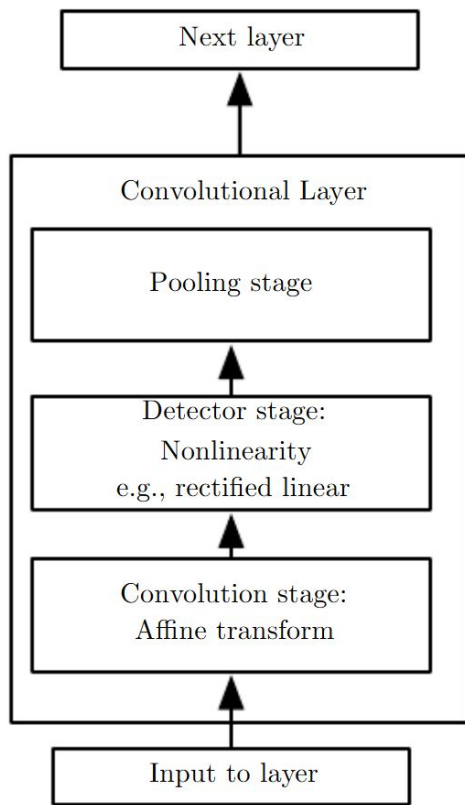 Next layer
Convolutional Layer
Pooling stage
Detector stage:
Nonlinearity
e.g., rectified linear
Convolution stage:
Affine transform
Input to layer